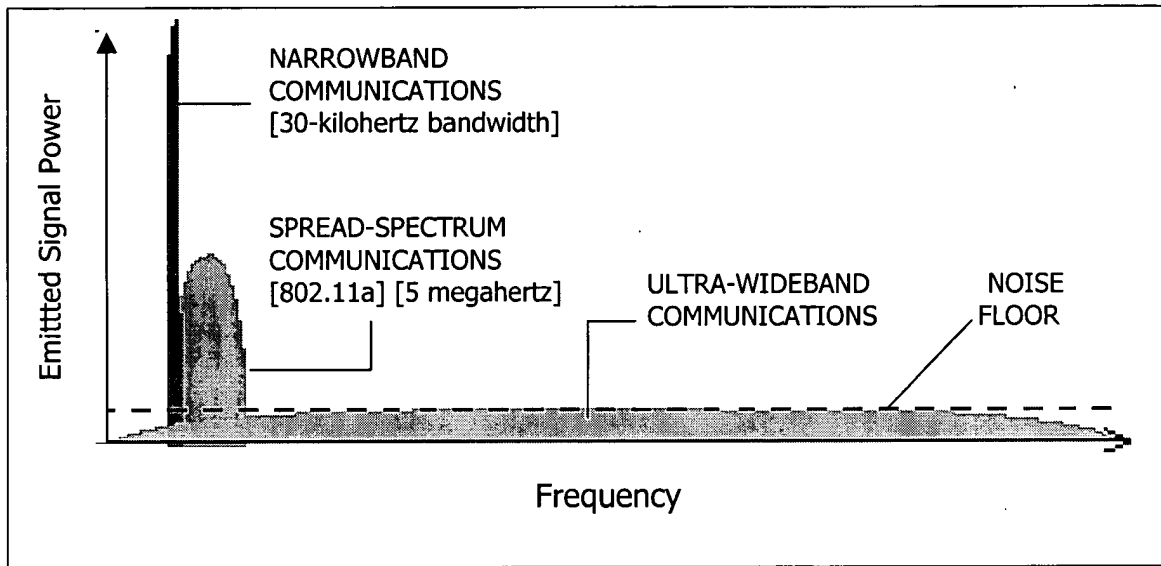 NARROWBAND
COMMUNICATIONS
[30-kilohertz bandwidth]
SPREAD-SPECTRUM
COMMUNICATIONS
[802.11a] [5 megahertz]
ULTRA-WIDEBAND
COMMUNICATIONS
NOISE
FLOOR
Emittted Signal Power
Frequency